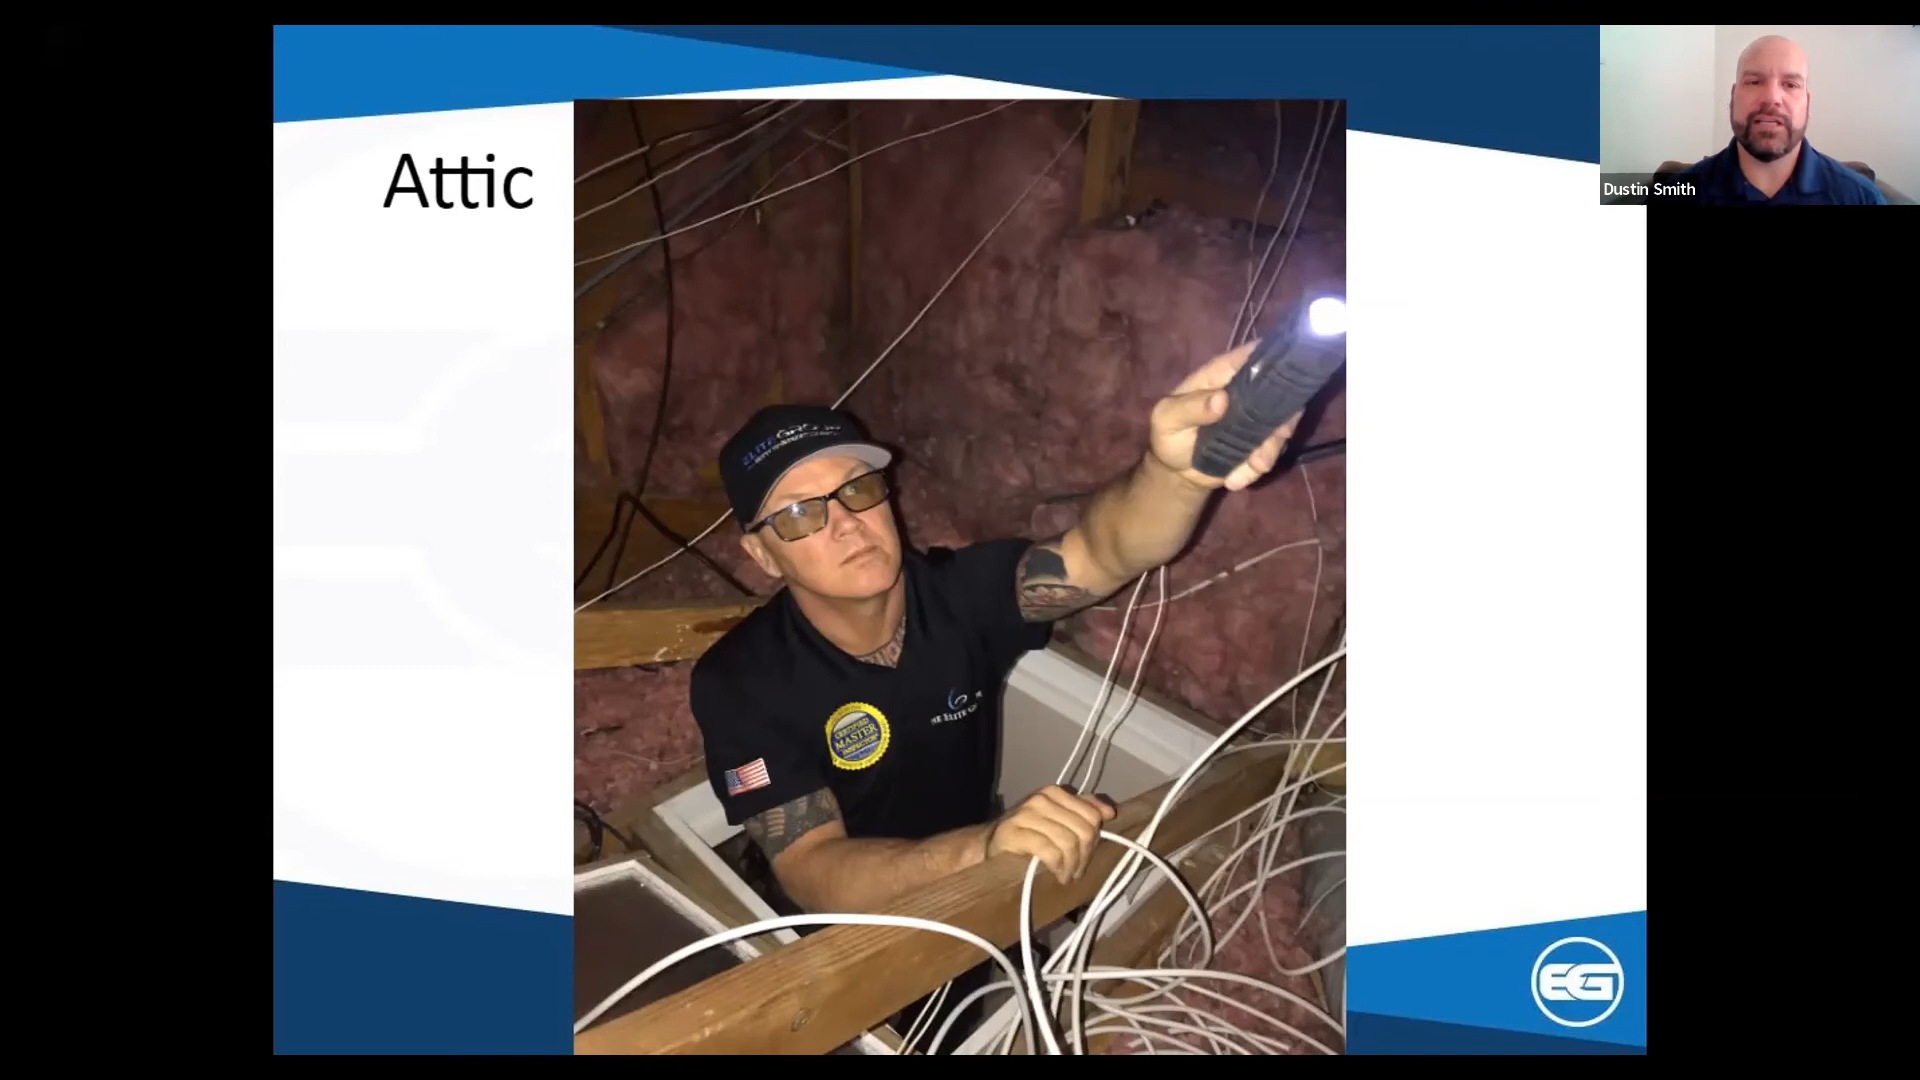 Attic
Dustin Smith
CERTIFIED
MASTER
INSPECTOR
EG